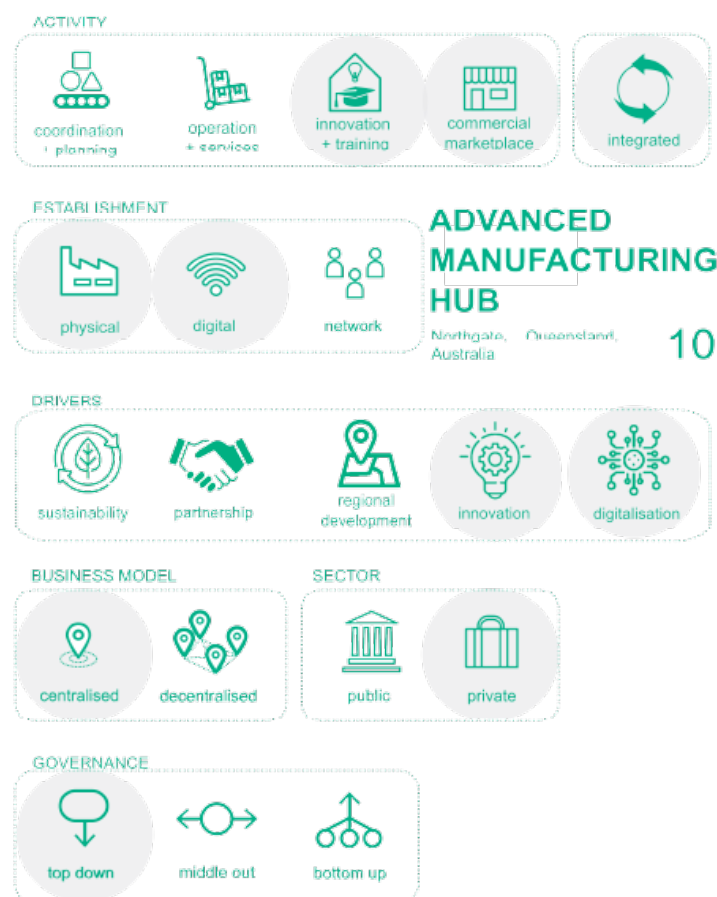 ACTIVITY
coordination
+ planning
operation
+ services
innovation
+ training
commercial
marketplace
integrated
ESTABLISHMENT
physical
digital
network
ADVANCED
MANUFACTURING
HUB
Northgate, Queensland,
Australia
10
DRIVERS
sustainability
partnership
regional
development
innovation
digitalisation
BUSINESS MODEL
centralised
decentralised
SECTOR
public
private
GOVERNANCE
top down
middle out
bottom up